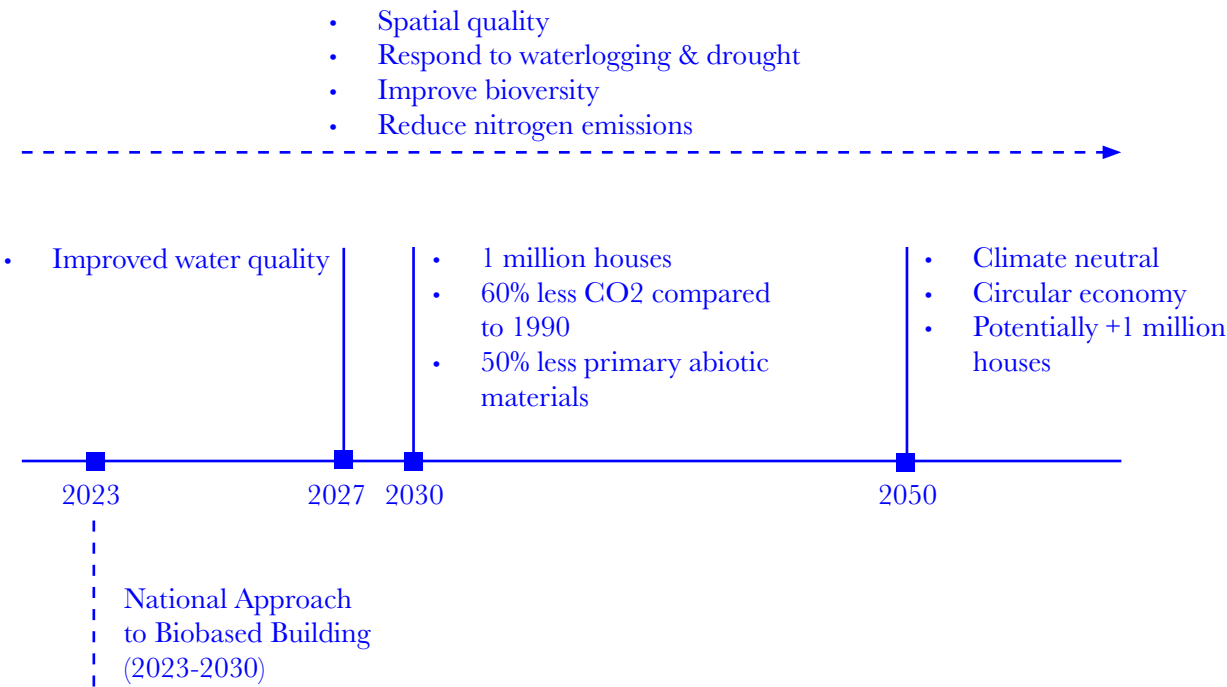 • Spatial quality
• Respond to waterlogging & drought
• Improve bioversity
• Reduce nitrogen emissions
• Improved water quality
• 1 million houses
• 60% less CO2 compared
to 1990
• 50% less primary abiotic
materials
• Climate neutral
• Circular economy
• Potentially +1 million
houses
2023
2027
2030
2050
National Approach
to Biobased Building
(2023-2030)